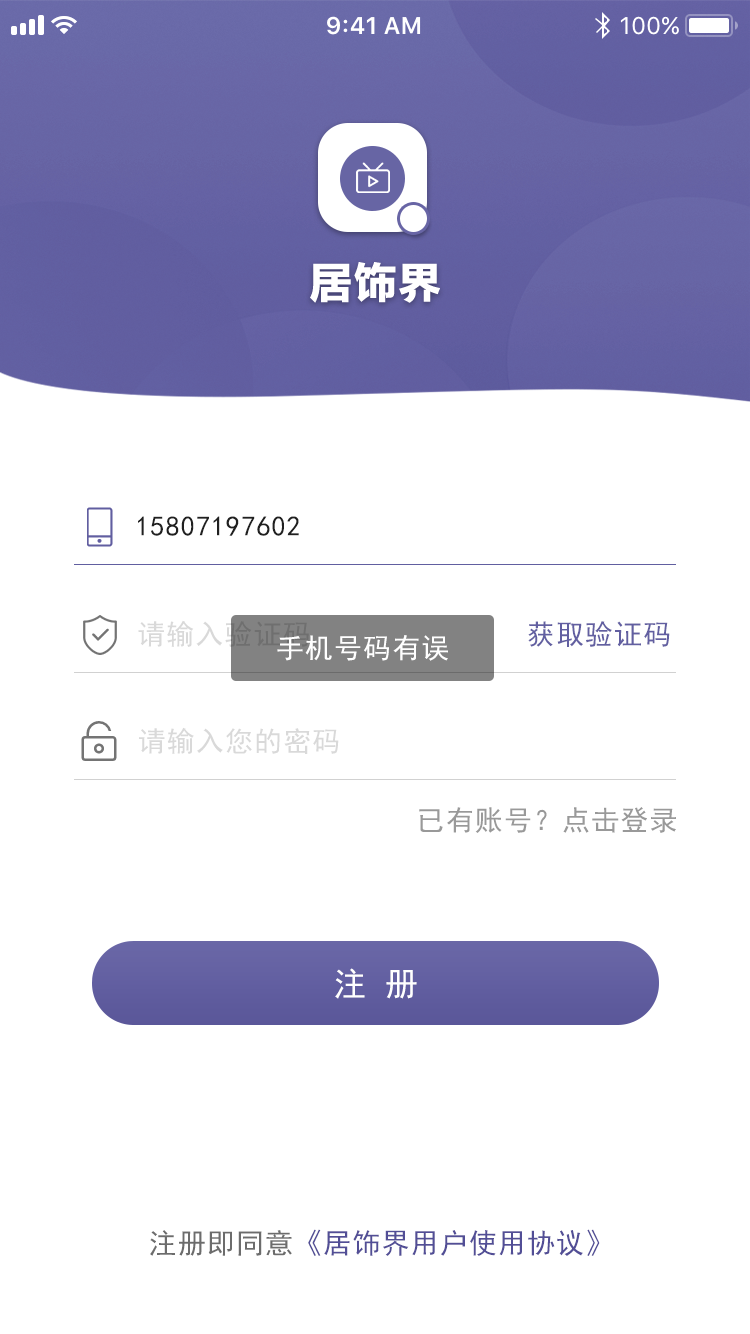 9:41 AM
100%
居饰界
15807197602
请输入验证码
手机号码有误
获取验证码
请输入您的密码
已有账号？点击登录
注 册
注册即同意《居饰界用户使用协议》